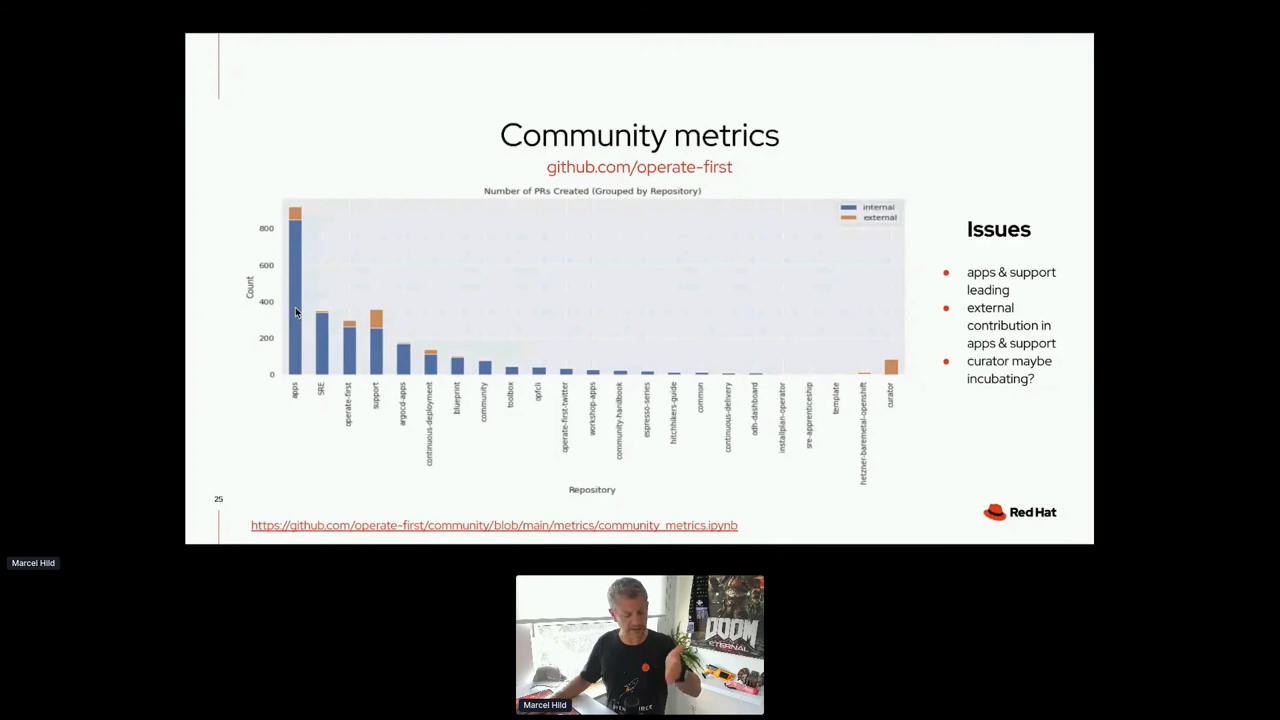 Community metrics
github.com/operate-first
Number of PRs Created (Grouped by Repository)
internal
external
800
600
400
200
0
Count
apps
SRE
operate-first
support
argocd-apps
continuous-deployment
blueprint
community
toolbox
opfcli
operate-first-twitter
workshop-apps
community-handbook
espresso-series
hitchhikers-guide
common
continuous-delivery
odh-dashboard
installplan-operator
sre-apprenticeship
template
hetzner-baremetal-openshift
curator
Repository
Issues
apps & support
leading
external
contribution in
apps & support
curator maybe
incubating?
25
https://github.com/operate-first/community/blob/main/metrics/community_metrics.ipynb
Red Hat
Marcel Hild
DOOM
ETERNAL
Marcel Hild